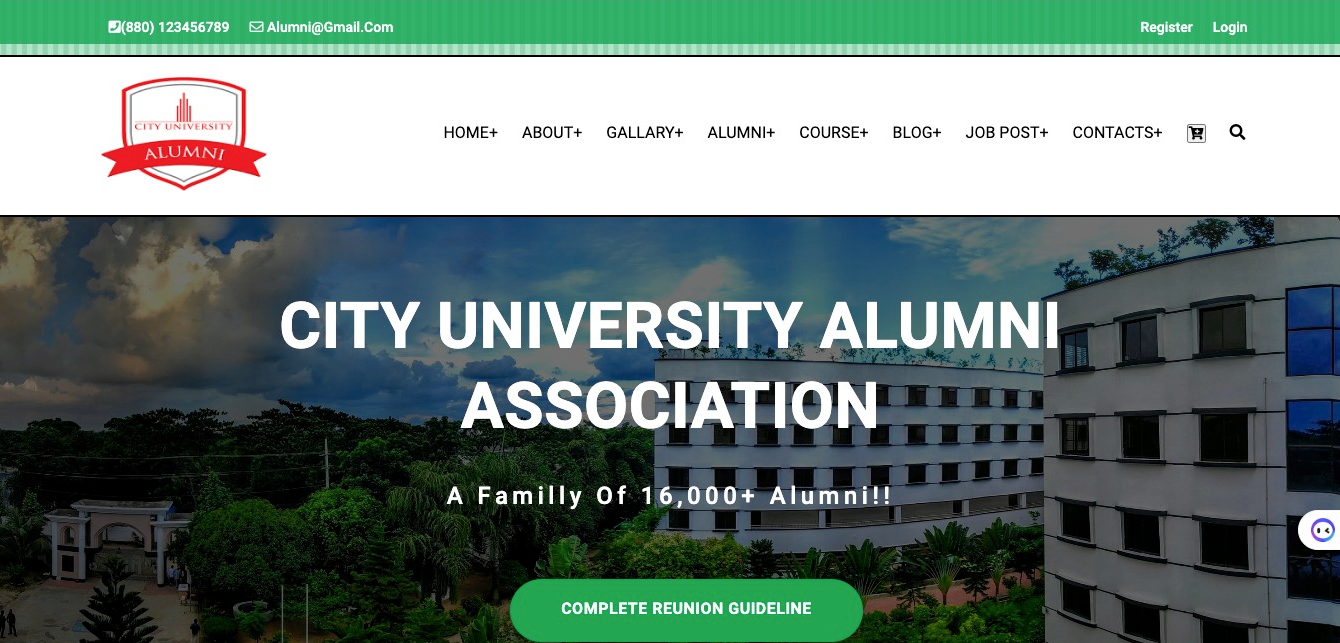 (880) 123456789 Alumni@Gmail.Com Register Login
CITY UNIVERSITY
ALUMNI
HOME+ ABOUT+ GALLARY+ ALUMNI+ COURSE+ BLOG+ JOB POST+ CONTACTS+
CITY UNIVERSITY ALUMNI
ASSOCIATION
A Familly Of 16,000+ Alumni!!
COMPLETE REUNION GUIDELINE